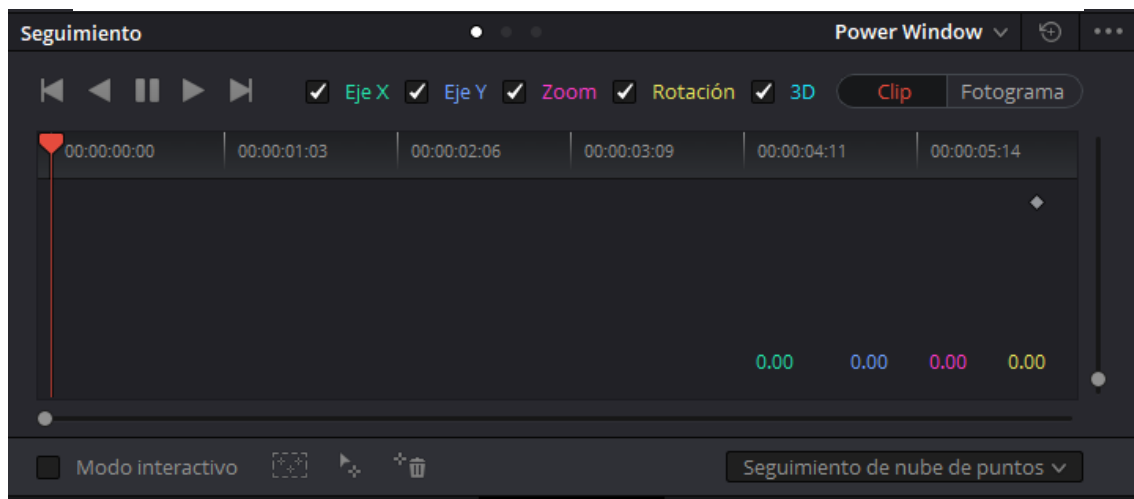 Seguimiento Power Window
Eje X Eje Y Zoom Rotación 3D Clip Fotograma
00:00:00:00 00:00:01:03 00:00:02:06 00:00:03:09 00:00:04:11 00:00:05:14
0.00 0.00 0.00 0.00
Modo interactivo Seguimiento de nube de puntos